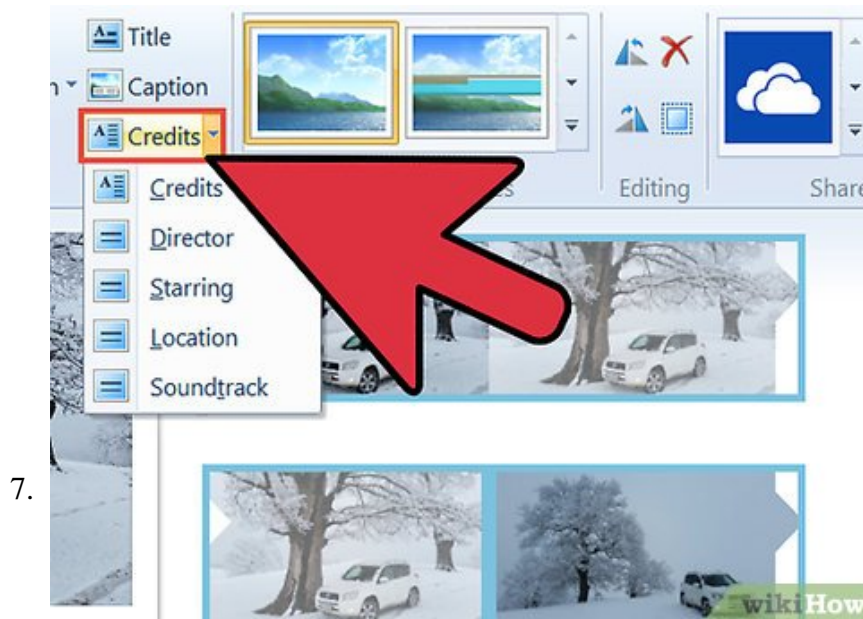 Title
Caption
Credits
Credits
Director
Starring
Location
Soundtrack
Editing
Share
7.
wikiHow